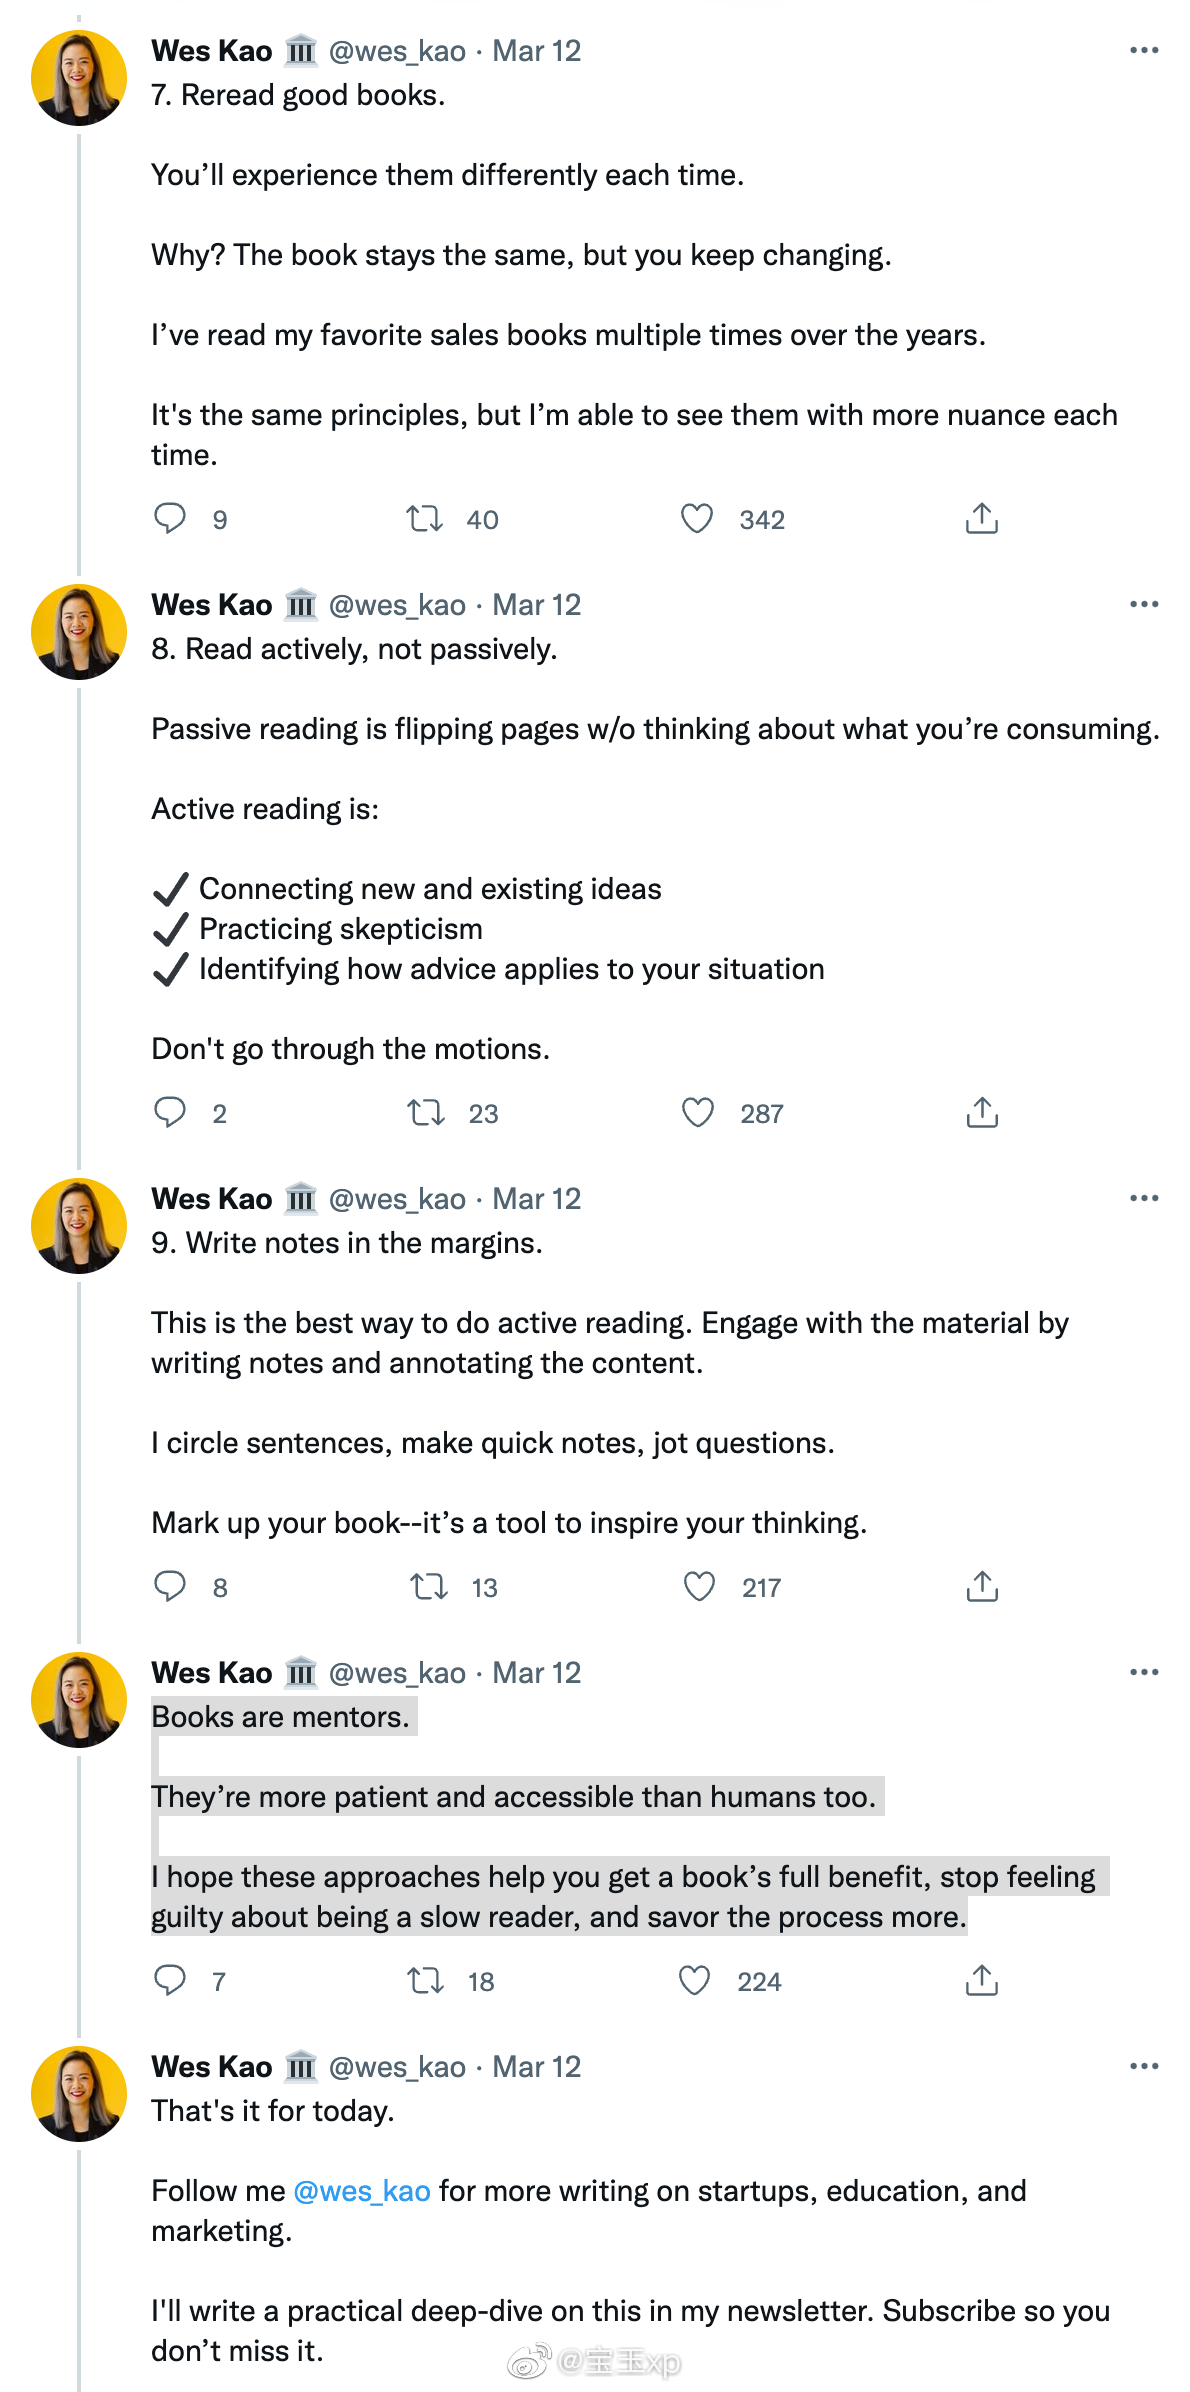 Wes Kao 🏛️ @wes_kao · Mar 12
7. Reread good books.
You’ll experience them differently each time.
Why? The book stays the same, but you keep changing.
I’ve read my favorite sales books multiple times over the years.
It's the same principles, but I’m able to see them with more nuance each
time.
9 40 342
Wes Kao 🏛️ @wes_kao · Mar 12
8. Read actively, not passively.
Passive reading is flipping pages w/o thinking about what you’re consuming.
Active reading is:
✔️ Connecting new and existing ideas
✔️ Practicing skepticism
✔️ Identifying how advice applies to your situation
Don't go through the motions.
2 23 287
Wes Kao 🏛️ @wes_kao · Mar 12
9. Write notes in the margins.
This is the best way to do active reading. Engage with the material by
writing notes and annotating the content.
I circle sentences, make quick notes, jot questions.
Mark up your book--it’s a tool to inspire your thinking.
8 13 217
Wes Kao 🏛️ @wes_kao · Mar 12
Books are mentors.
They’re more patient and accessible than humans too.
I hope these approaches help you get a book’s full benefit, stop feeling
guilty about being a slow reader, and savor the process more.
7 18 224
Wes Kao 🏛️ @wes_kao · Mar 12
That's it for today.
Follow me @wes_kao for more writing on startups, education, and
marketing.
I'll write a practical deep-dive on this in my newsletter. Subscribe so you
don’t miss it.
@宝玉xp